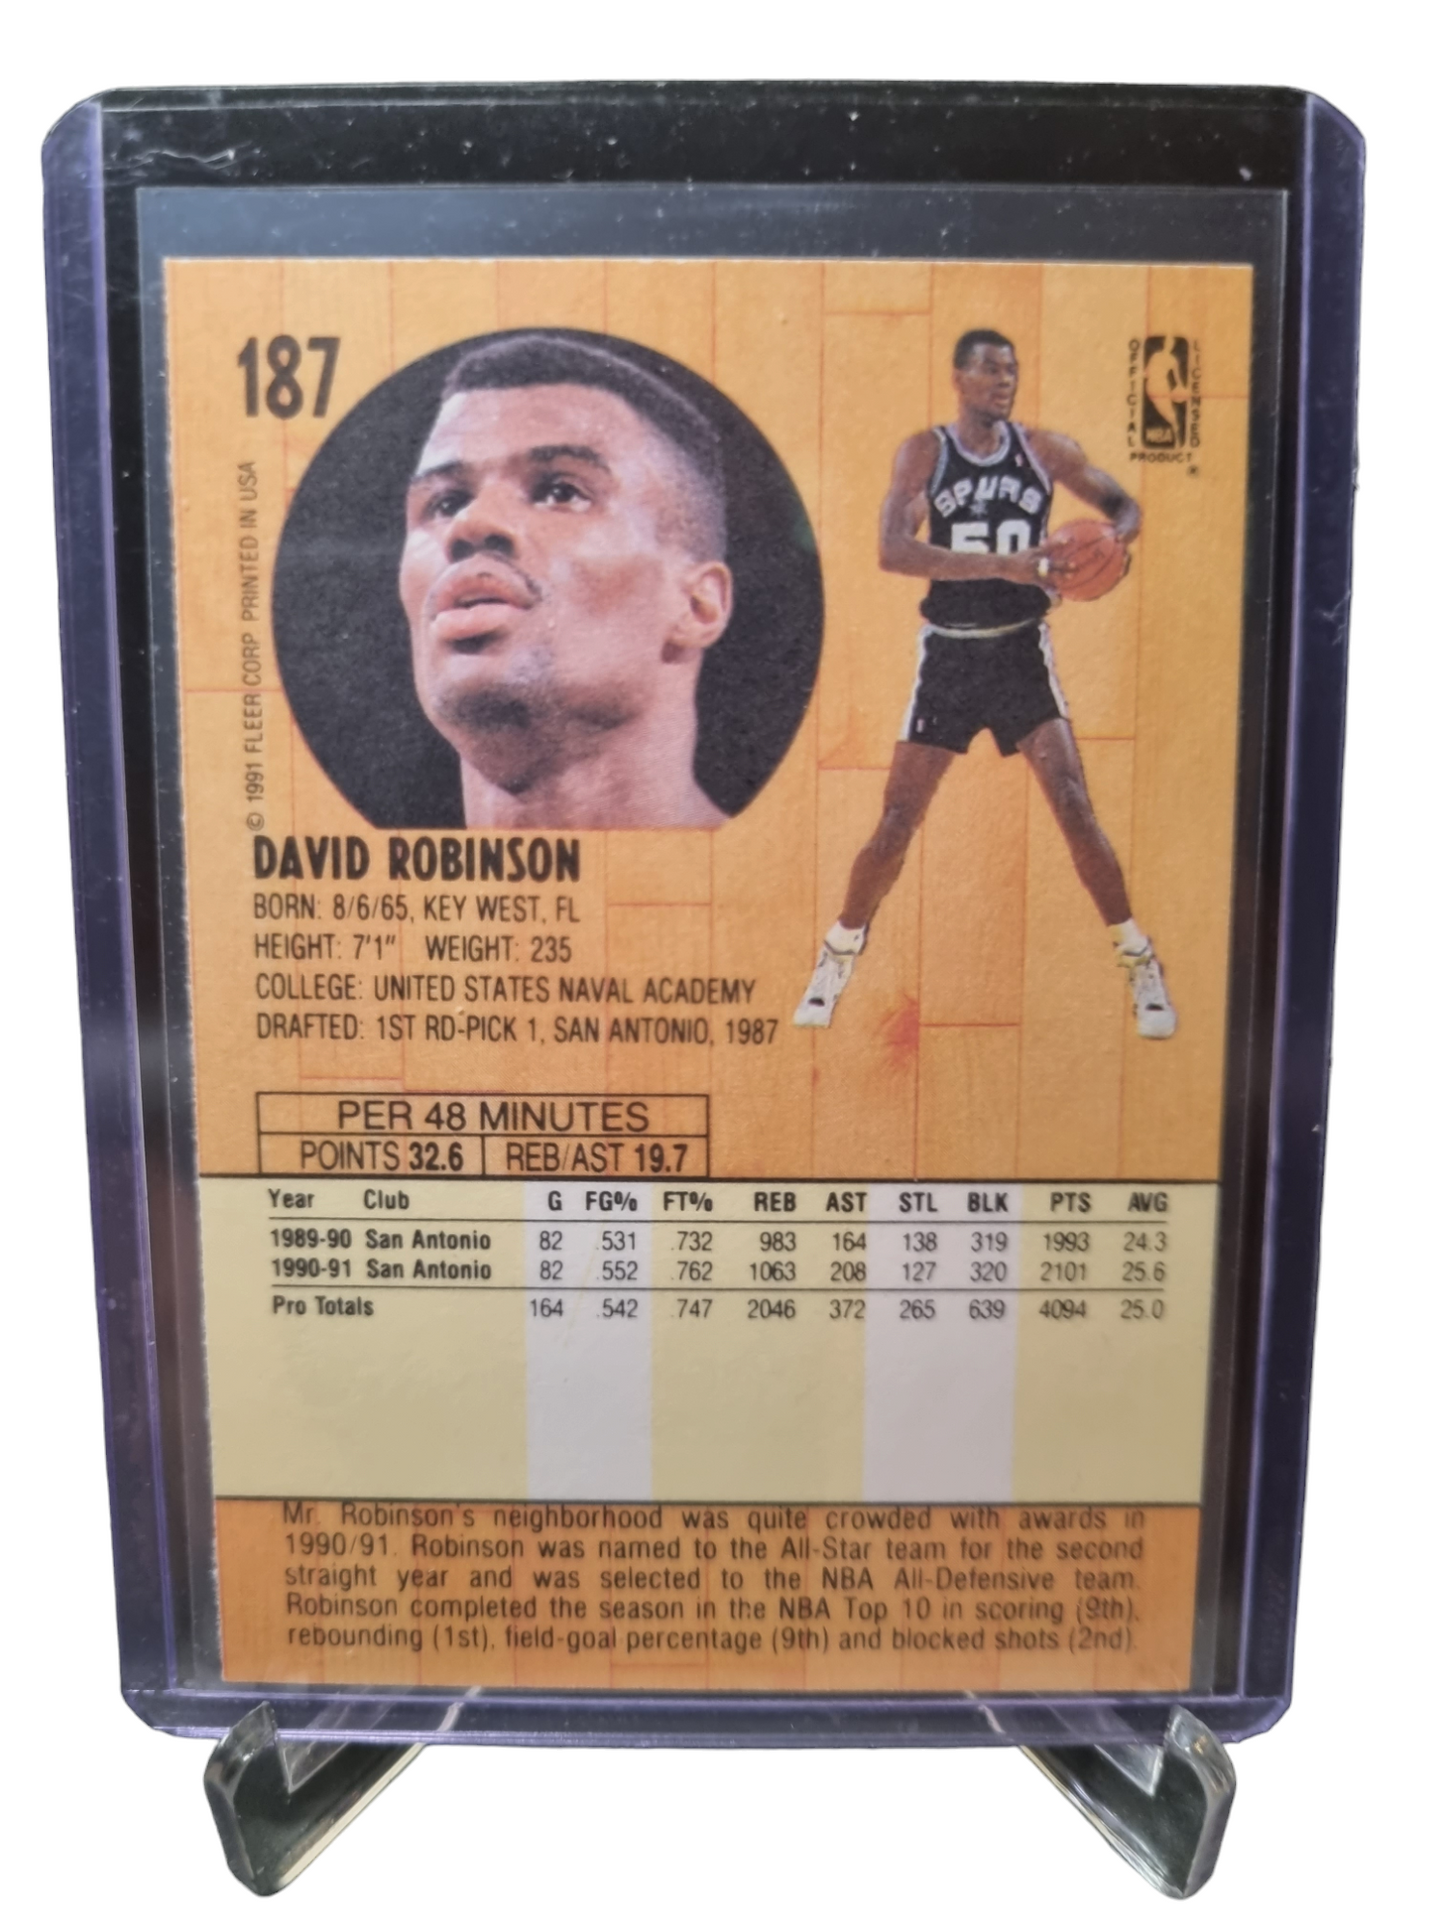 187
OFFICIAL LICENSED
NBA
PRODUCT ®
SPURS
50
© 1991 FLEER CORP PRINTED IN USA
DAVID ROBINSON
BORN: 8/6/65, KEY WEST, FL
HEIGHT: 7'1" WEIGHT: 235
COLLEGE: UNITED STATES NAVAL ACADEMY
DRAFTED: 1ST RD-PICK 1, SAN ANTONIO, 1987
PER 48 MINUTES
POINTS 32.6 REB/AST 19.7
Year Club G FG% FT% REB AST STL BLK PTS AVG
1989-90 San Antonio 82 .531 .732 983 164 138 319 1993 24.3
1990-91 San Antonio 82 .552 .762 1063 208 127 320 2101 25.6
Pro Totals 164 .542 .747 2046 372 265 639 4094 25.0
Mr. Robinson's neighborhood was quite crowded with awards in
1990/91. Robinson was named to the All-Star team for the second
straight year and was selected to the NBA All-Defensive team.
Robinson completed the season in the NBA Top 10 in scoring (9th),
rebounding (1st), field-goal percentage (9th) and blocked shots (2nd).